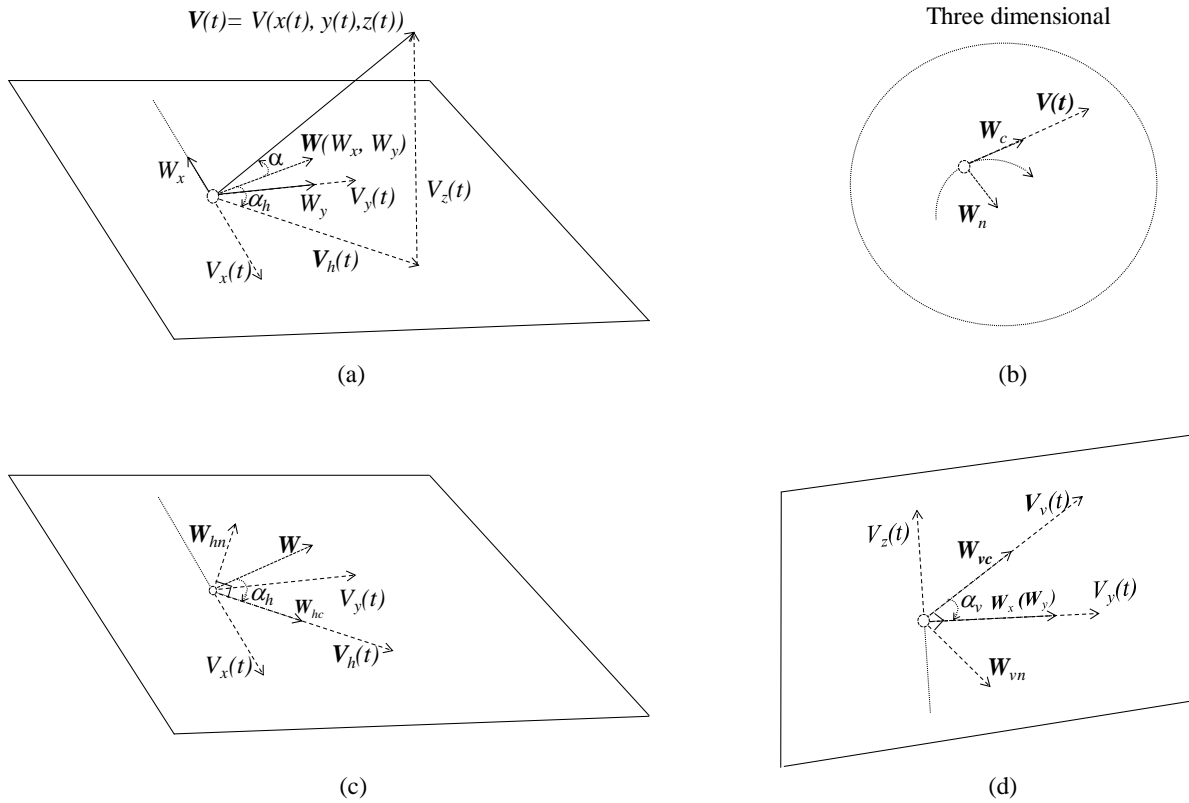 V(t)= V(x(t), y(t),z(t))
Three dimensional
V(t)
W_c
W_n
α
W(W_x, W_y)
W_x
α_h
W_y
V_y(t)
V_z(t)
V_h(t)
V_x(t)
(a)
(b)
W_hn
W
α_h
W_hc
V_y(t)
V_x(t)
V_h(t)
(c)
V_v(t)
V_z(t)
W_vc
α_v
W_x (W_y)
V_y(t)
W_vn
(d)